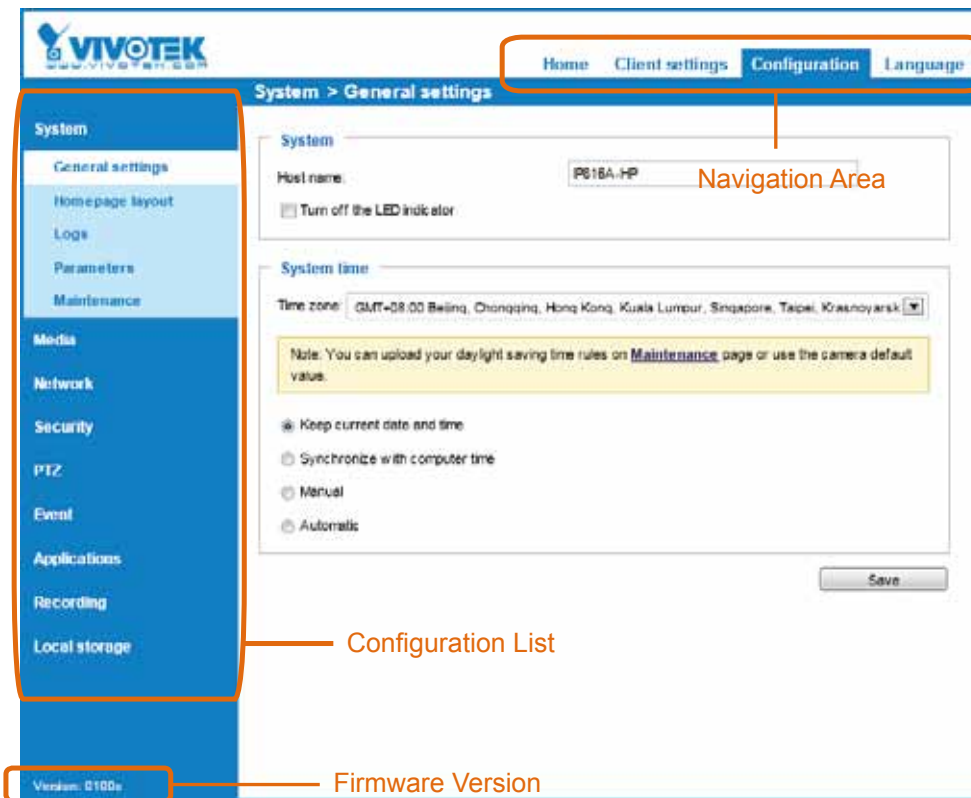 VIVOTEK
WWW.VIVOTEK.COM
Home Client settings Configuration Language
System > General settings
System
General settings
Homepage layout
Logs
Parameters
Maintenance
Media
Network
Security
PTZ
Event
Applications
Recording
Local storage
System
Host name:
Navigation Area
Turn off the LED indicator
System time
Time zone: GMT+08:00 Beijing, Chongqing, Hong Kong, Kuala Lumpur, Singapore, Taipei, Krasnoyarsk
Note: You can upload your daylight saving time rules on Maintenance page or use the camera default
value.
Keep current date and time
Synchronize with computer time
Manual
Automatic
Save
Configuration List
Firmware Version